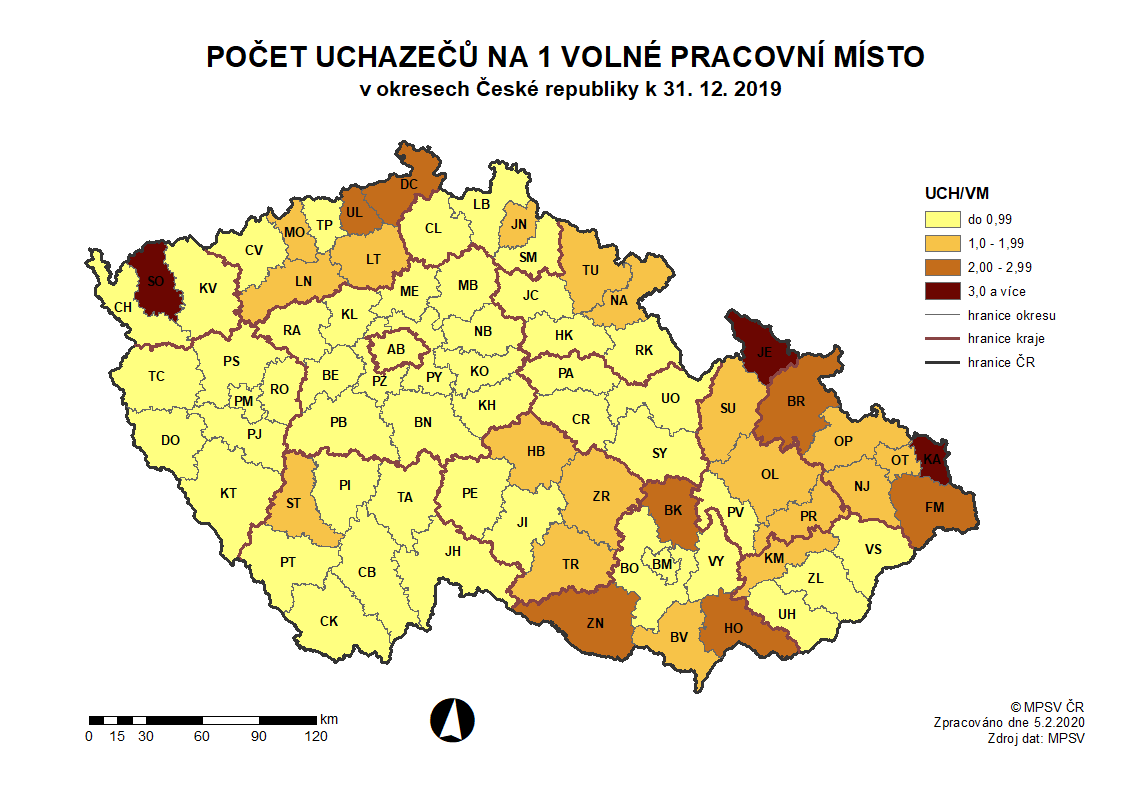 POČET UCHAZEČŮ NA 1 VOLNÉ PRACOVNÍ MÍSTO
v okresech České republiky k 31. 12. 2019
UCH/VM
do 0,99
1,0 - 1,99
2,00 - 2,99
3,0 a více
hranice okresu
hranice kraje
hranice ČR
DC
UL
LB
MO
TP
JN
CL
CV
LT
SM
TU
SO
LN
KV
MB
ME
JC
NA
CH
KL
RA
NB
HK
AB
RK
JE
PS
TC
BE
PZ
PY
KO
PA
RO
PM
KH
UO
SU
BR
PB
BN
CR
PJ
DO
OP
HB
SY
OT
KA
KT
ST
PI
TA
PE
ZR
OL
NJ
FM
BK
PV
PR
JI
JH
VS
PT
CB
TR
BO
BM
VY
KM
ZL
CK
ZN
UH
BV
HO
km
0 15 30 60 90 120
© MPSV ČR
Zpracováno dne 5.2.2020
Zdroj dat: MPSV